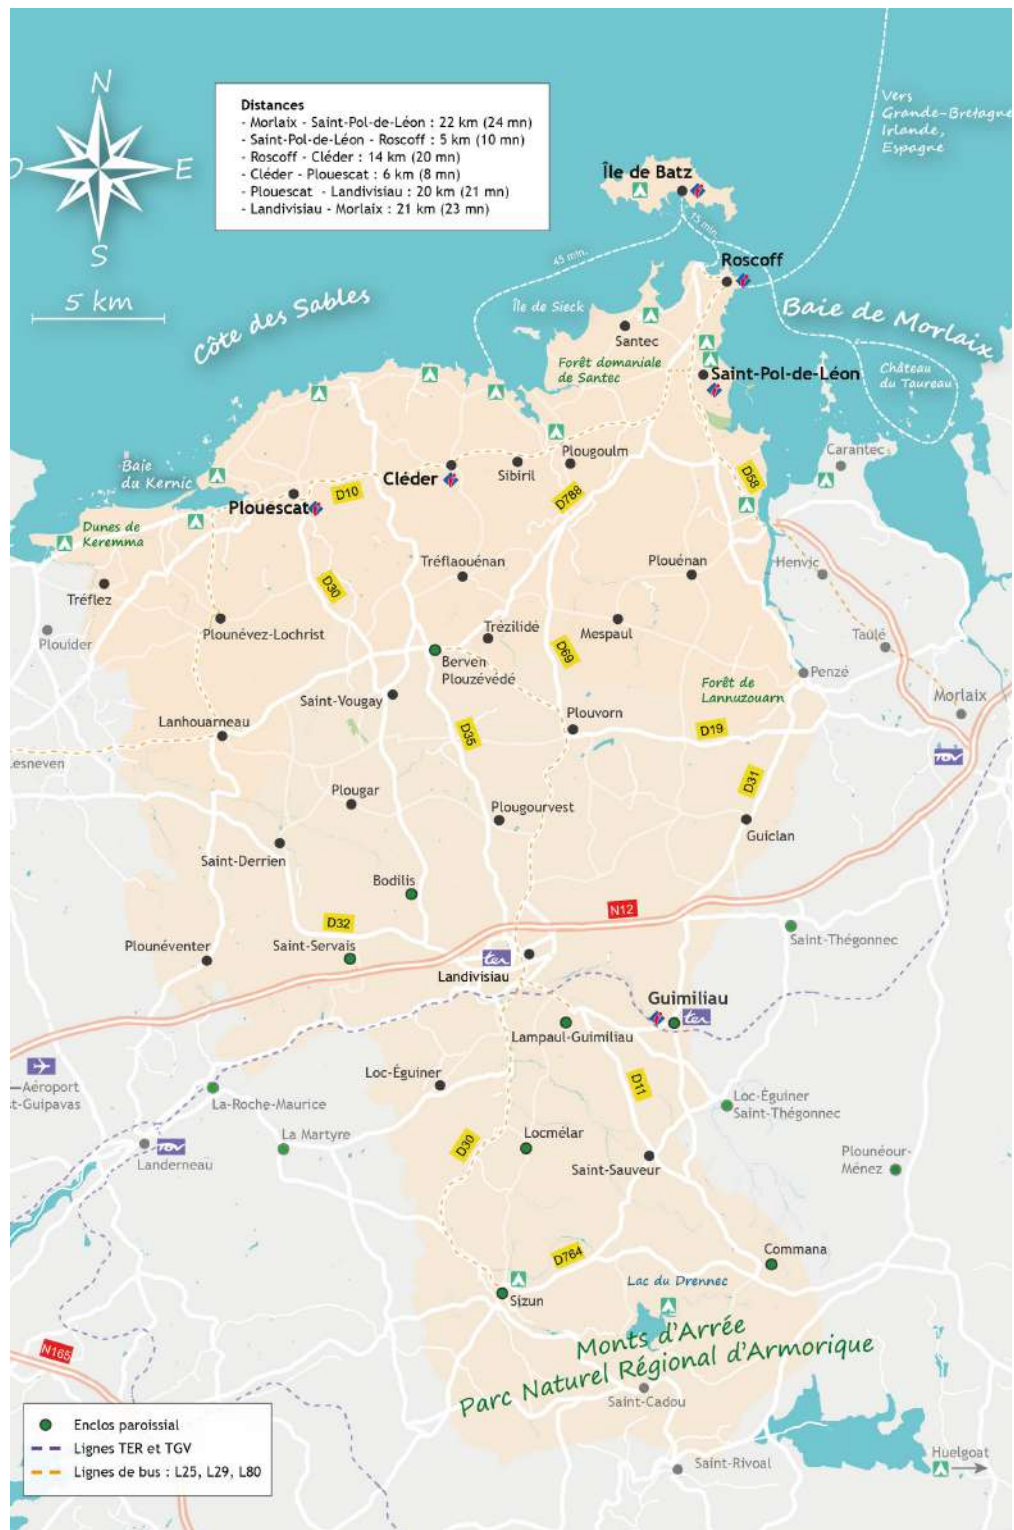 N
O
E
S
5 km
Distances
- Morlaix - Saint-Pol-de-Léon : 22 km (24 mn)
- Saint-Pol-de-Léon - Roscoff : 5 km (10 mn)
- Roscoff - Cléder : 14 km (20 mn)
- Cléder - Plouescat : 6 km (8 mn)
- Plouescat - Landivisiau : 20 km (21 mn)
- Landivisiau - Morlaix : 21 km (23 mn)
Vers
Grande-Bretagne
Irlande,
Espagne
Île de Batz
15 min.
45 min.
Roscoff
Côte des Sables
Île de Sieck
Baie de Morlaix
Santec
Forêt domaniale
de Santec
Saint-Pol-de-Léon
Château
du Taureau
Carantec
Baie
du Kernic
Cléder
Sibiril
Plougoulm
D58
Plouescat
D10
D788
Dunes de
Keremma
Tréflaouénan
Plouénan
Henvic
Tréflez
D30
Plouider
Plounévez-Lochrist
Trézilidé
Mespaul
Taulé
Berven
Plouzévédé
D69
Forêt de
Lannuzouarn
Penzé
Saint-Vougay
Morlaix
Lanhouarneau
D35
Plouvorn
D19
TGV
esneven
D31
Plougar
Plougourvest
Guiclan
Saint-Derrien
Bodilis
N12
D32
Plounéventer
Saint-Servais
Saint-Thégonnec
ter
Landivisiau
Guimiliau
ter
Lampaul-Guimiliau
Aéroport
t-Guipavas
Loc-Éguiner
D11
La-Roche-Maurice
Loc-Éguiner
Saint-Thégonnec
La Martyre
D30
Locmélar
TGV
Landerneau
Saint-Sauveur
Plounéour-
Ménez
D764
Commana
Lac du Drennec
Sizun
Monts d'Arrée
Parc Naturel Régional d'Armorique
N165
Saint-Cadou
Enclos paroissial
Lignes TER et TGV
Lignes de bus : L25, L29, L80
Saint-Rivoal
Huelgoat